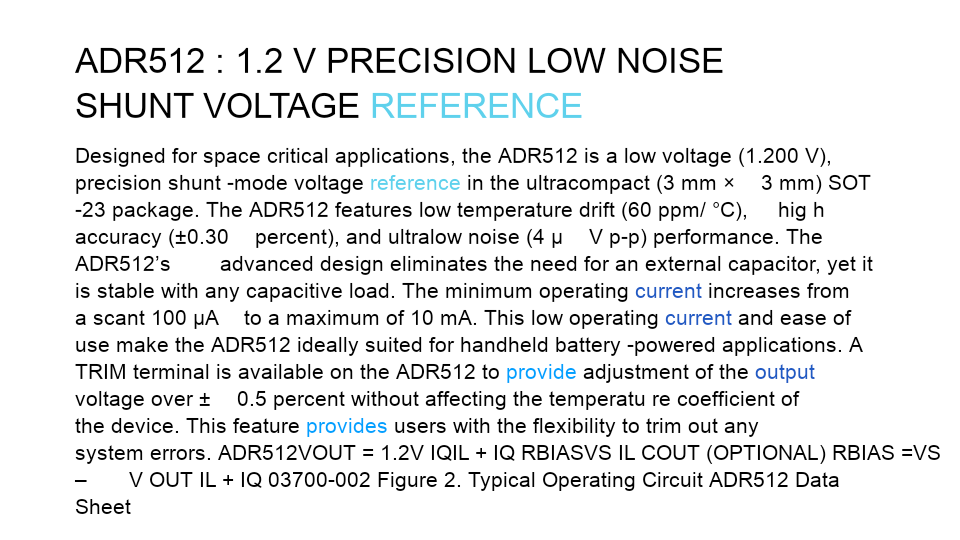 ADR512 : 1.2 V PRECISION LOW NOISE
SHUNT VOLTAGE REFERENCE
Designed for space critical applications, the ADR512 is a low voltage (1.200 V),
precision shunt -mode voltage reference in the ultracompact (3 mm × 3 mm) SOT
-23 package. The ADR512 features low temperature drift (60 ppm/ °C), hig h
accuracy (±0.30 percent), and ultralow noise (4 μ V p-p) performance. The
ADR512’s advanced design eliminates the need for an external capacitor, yet it
is stable with any capacitive load. The minimum operating current increases from
a scant 100 μA to a maximum of 10 mA. This low operating current and ease of
use make the ADR512 ideally suited for handheld battery -powered applications. A
TRIM terminal is available on the ADR512 to provide adjustment of the output
voltage over ± 0.5 percent without affecting the temperatu re coefficient of
the device. This feature provides users with the flexibility to trim out any
system errors. ADR512VOUT = 1.2V IQIL + IQ RBIASVS IL COUT (OPTIONAL) RBIAS =VS
– V OUT IL + IQ 03700-002 Figure 2. Typical Operating Circuit ADR512 Data
Sheet